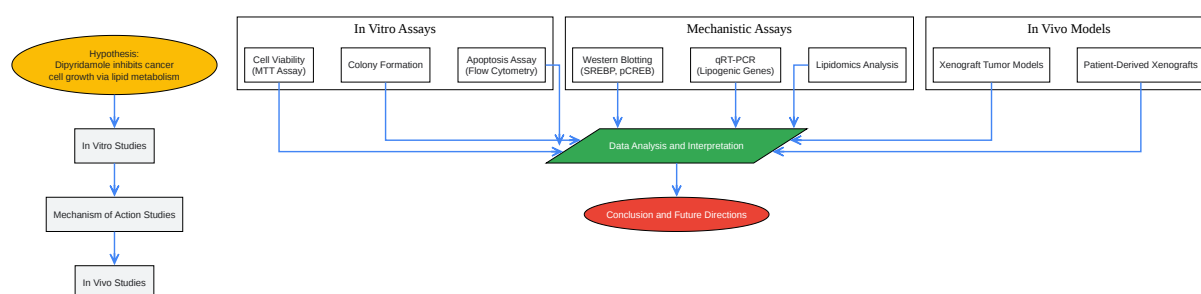 Hypothesis:
Dipyridamole inhibits cancer
cell growth via lipid metabolism
In Vitro Studies
Mechanism of Action Studies
In Vivo Studies
In Vitro Assays
Cell Viability
(MTT Assay)
Colony Formation
Apoptosis Assay
(Flow Cytometry)
Mechanistic Assays
Western Blotting
(SREBP, pCREB)
qRT-PCR
(Lipogenic Genes)
Lipidomics Analysis
In Vivo Models
Xenograft Tumor Models
Patient-Derived Xenografts
Data Analysis and Interpretation
Conclusion and Future Directions